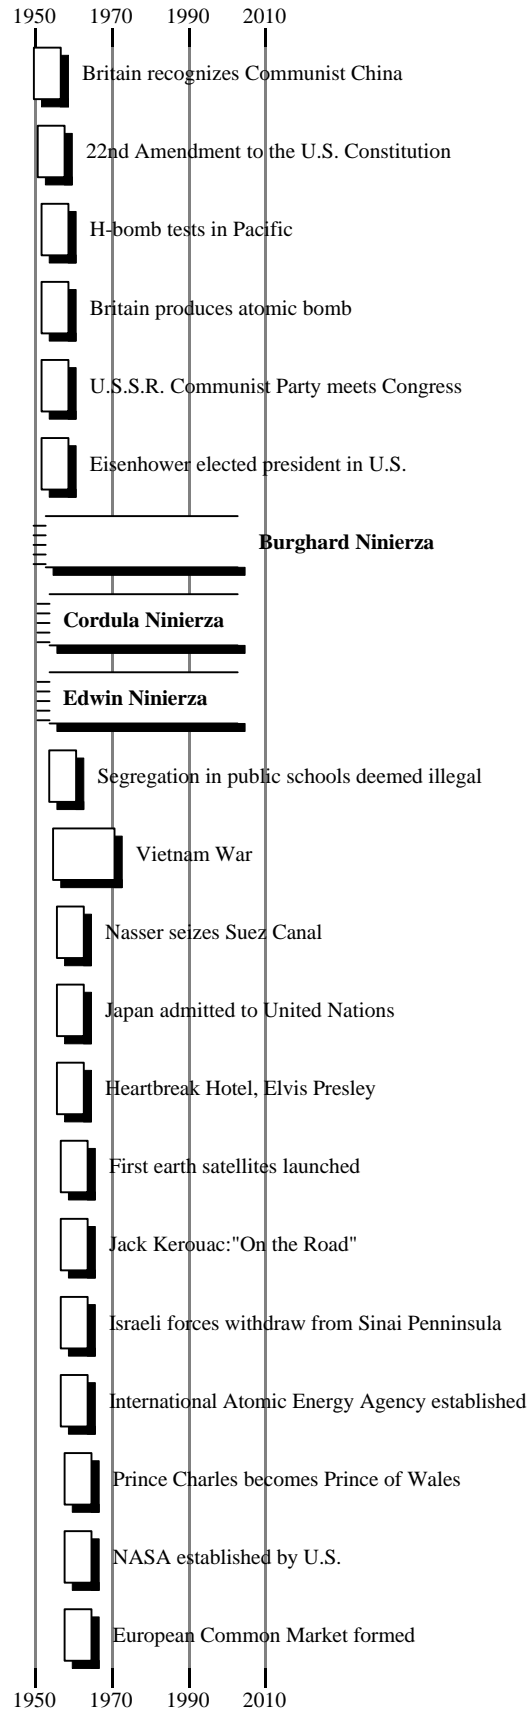 1950 1970 1990 2010
Britain recognizes Communist China
22nd Amendment to the U.S. Constitution
H-bomb tests in Pacific
Britain produces atomic bomb
U.S.S.R. Communist Party meets Congress
Eisenhower elected president in U.S.
Burghard Ninierza
Cordula Ninierza
Edwin Ninierza
Segregation in public schools deemed illegal
Vietnam War
Nasser seizes Suez Canal
Japan admitted to United Nations
Heartbreak Hotel, Elvis Presley
First earth satellites launched
Jack Kerouac:"On the Road"
Israeli forces withdraw from Sinai Penninsula
International Atomic Energy Agency established
Prince Charles becomes Prince of Wales
NASA established by U.S.
European Common Market formed
1950 1970 1990 2010